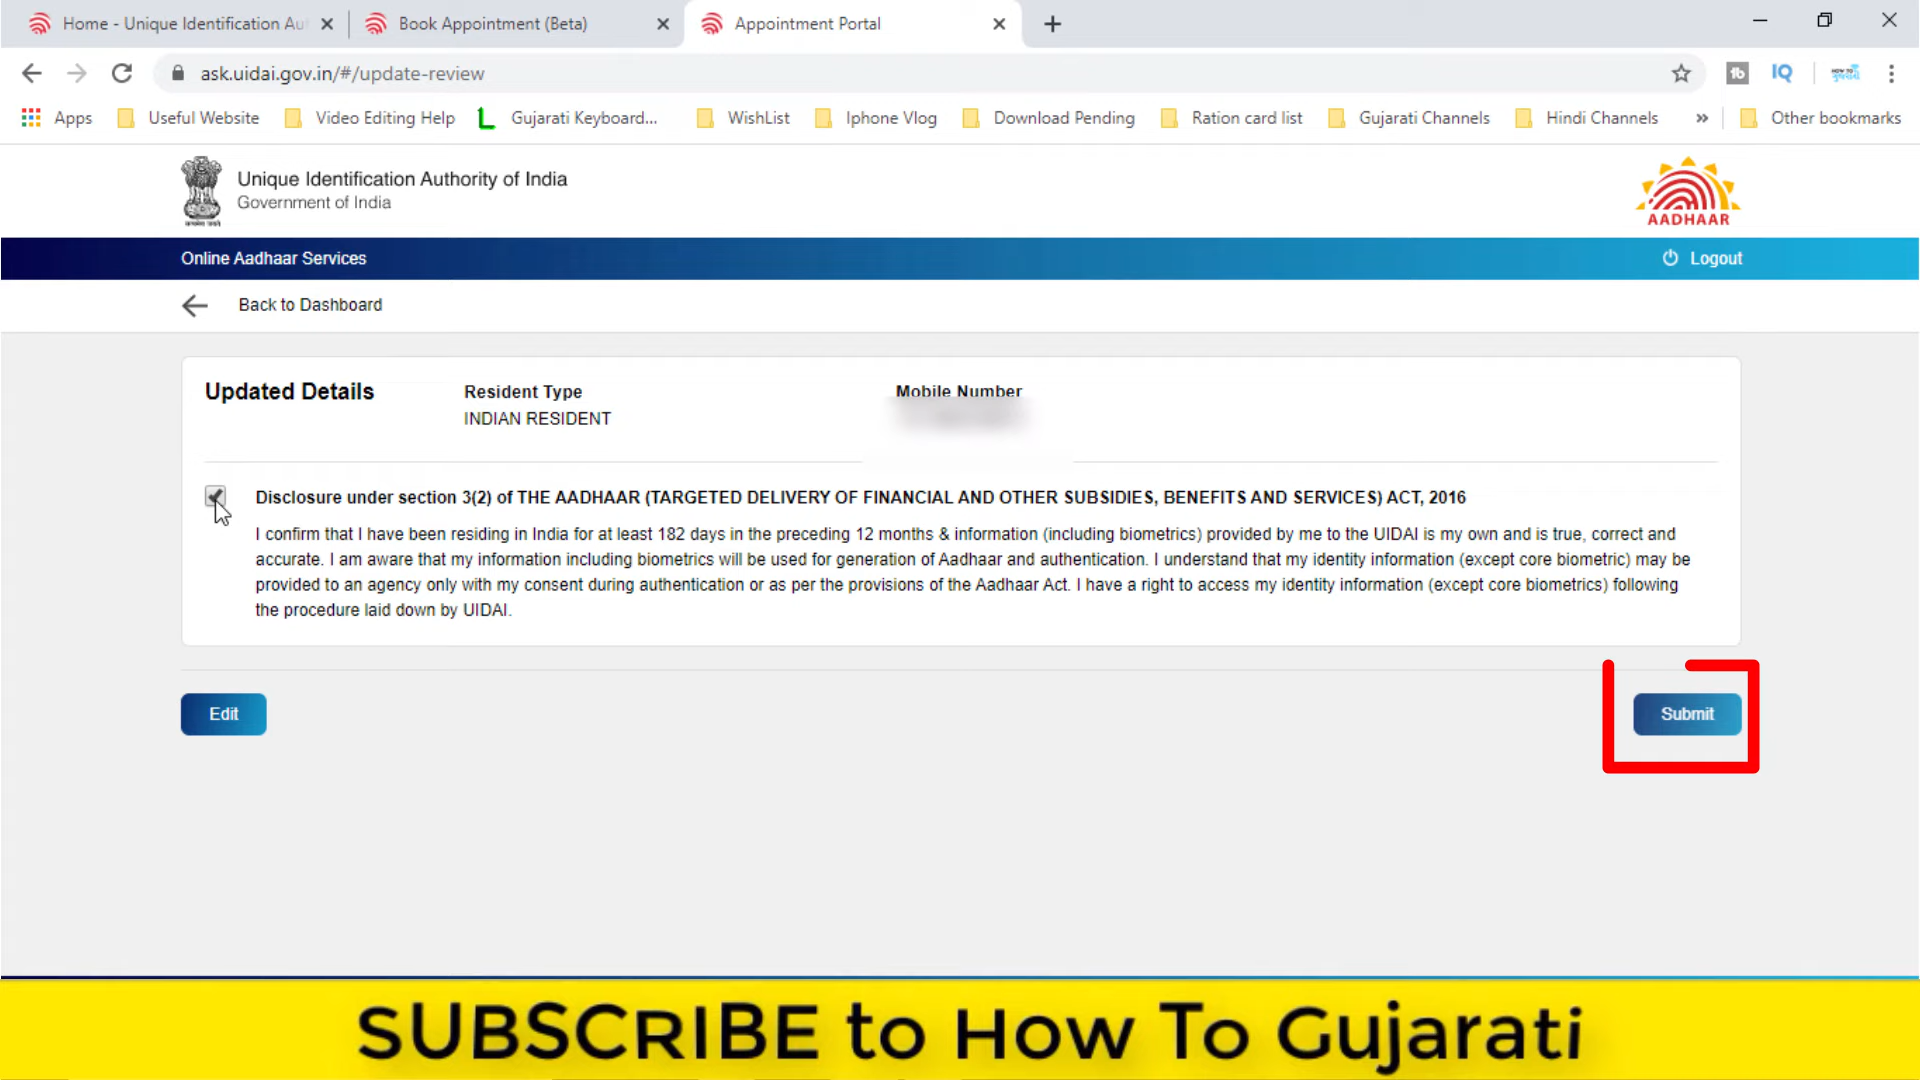 Home - Unique Identification Aut
Book Appointment (Beta)
Appointment Portal
ask.uidai.gov.in/#/update-review
Apps
Useful Website
Video Editing Help
Gujarati Keyboard...
WishList
Iphone Vlog
Download Pending
Ration card list
Gujarati Channels
Hindi Channels
»
Other bookmarks
Unique Identification Authority of India
Government of India
AADHAAR
Online Aadhaar Services
Logout
Back to Dashboard
Updated Details
Resident Type
Mobile Number
INDIAN RESIDENT
Disclosure under section 3(2) of THE AADHAAR (TARGETED DELIVERY OF FINANCIAL AND OTHER SUBSIDIES, BENEFITS AND SERVICES) ACT, 2016
I confirm that I have been residing in India for at least 182 days in the preceding 12 months & information (including biometrics) provided by me to the UIDAI is my own and is true, correct and
accurate. I am aware that my information including biometrics will be used for generation of Aadhaar and authentication. I understand that my identity information (except core biometric) may be
provided to an agency only with my consent during authentication or as per the provisions of the Aadhaar Act. I have a right to access my identity information (except core biometrics) following
the procedure laid down by UIDAI.
Edit
Submit
SUBSCRIBE to How To Gujarati